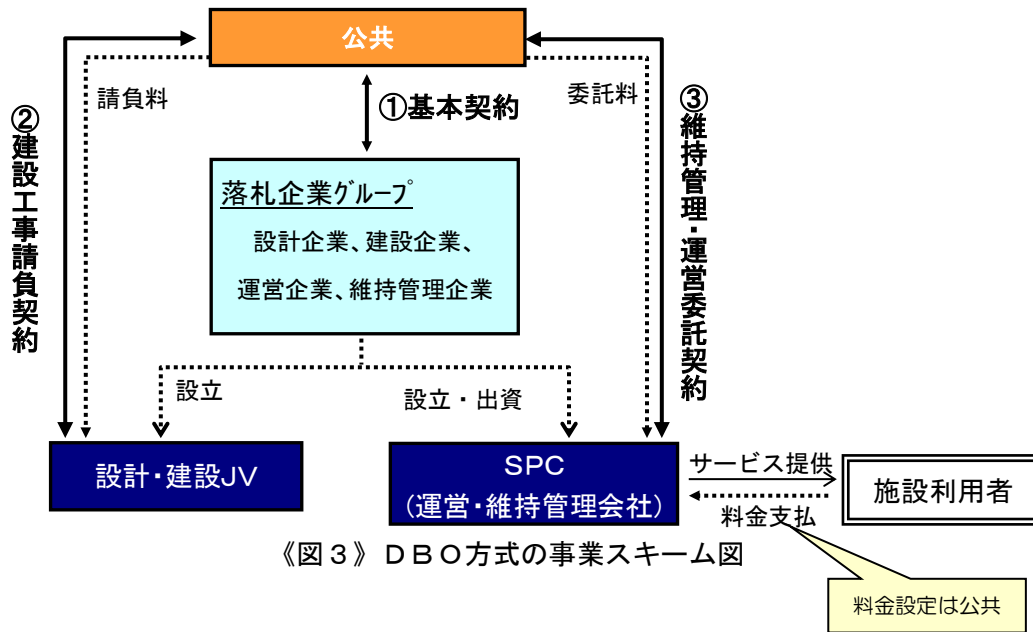 公共
請負料
①基本契約
委託料
②建設工事請負契約
③維持管理・運営委託契約
落札企業グループ
設計企業、建設企業、
運営企業、維持管理企業
設立
設立・出資
設計・建設JV
SPC
(運営・維持管理会社)
サービス提供
料金支払
施設利用者
《図３》ＤＢＯ方式の事業スキーム図
料金設定は公共